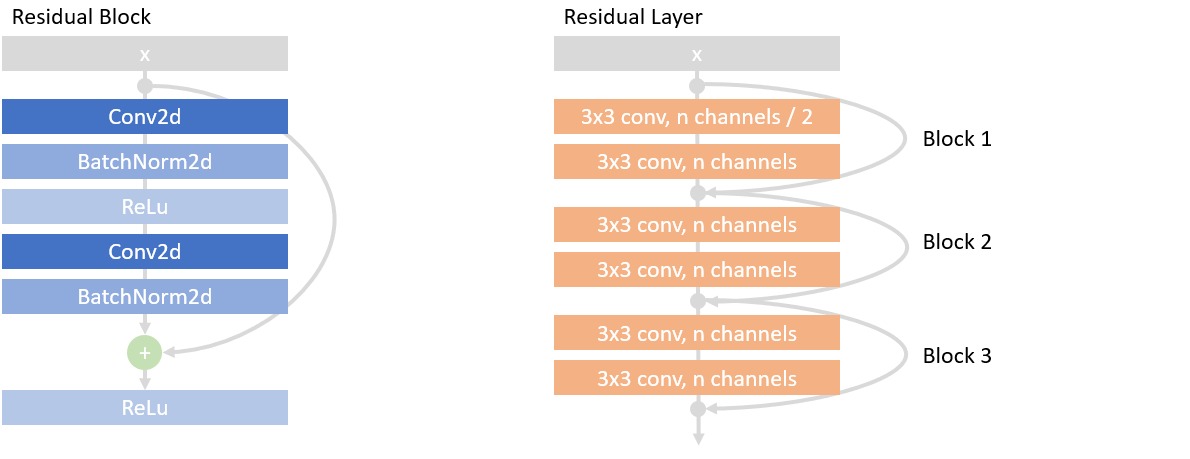 Residual Block
x
Conv2d
BatchNorm2d
ReLu
Conv2d
BatchNorm2d
+
ReLu
Residual Layer
x
3x3 conv, n channels / 2
3x3 conv, n channels
Block 1
3x3 conv, n channels
3x3 conv, n channels
Block 2
3x3 conv, n channels
3x3 conv, n channels
Block 3